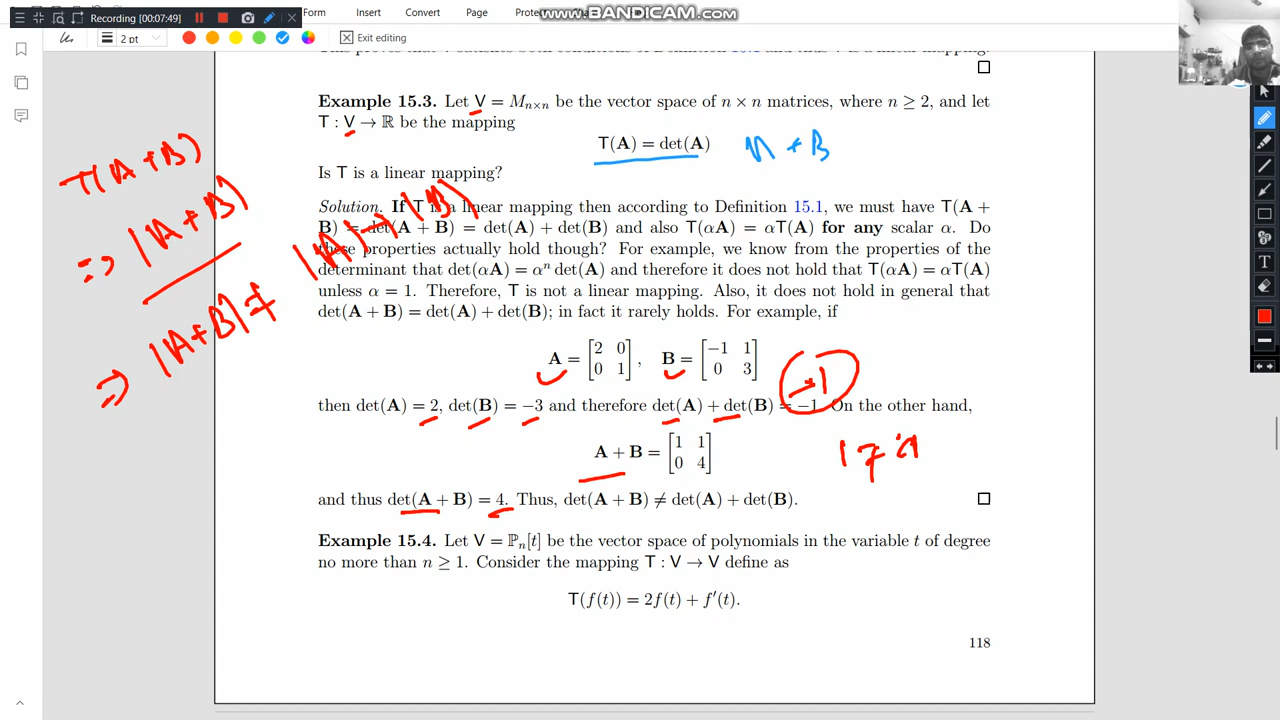 www.BANDICAM.com
Recording [00:07:49]
Form Insert Convert Page
2 pt Exit editing
Example 15.3. Let V = Mn×n be the vector space of n × n matrices, where n ≥ 2, and let
T : V → ℝ be the mapping
T(A) = det(A)
Is T is a linear mapping?
Solution. If T is a linear mapping then according to Definition 15.1, we must have T(A +
B) = det(A + B) = det(A) + det(B) and also T(αA) = αT(A) for any scalar α. Do
these properties actually hold though? For example, we know from the properties of the
determinant that det(αA) = αⁿ det(A) and therefore it does not hold that T(αA) = αT(A)
unless α = 1. Therefore, T is not a linear mapping. Also, it does not hold in general that
det(A + B) = det(A) + det(B); in fact it rarely holds. For example, if
A = [2 0; 0 1], B = [−1 1; 0 3]
then det(A) = 2, det(B) = −3 and therefore det(A) + det(B) = −1. On the other hand,
A + B = [1 1; 0 4]
and thus det(A + B) = 4. Thus, det(A + B) ≠ det(A) + det(B).
Example 15.4. Let V = ℙn[t] be the vector space of polynomials in the variable t of degree
no more than n ≥ 1. Consider the mapping T : V → V define as
T(f(t)) = 2f(t) + f′(t).
118
T(A+B)
⇒ |A+B|
⇒ |A+B| ≠ |A|+|B|
−1